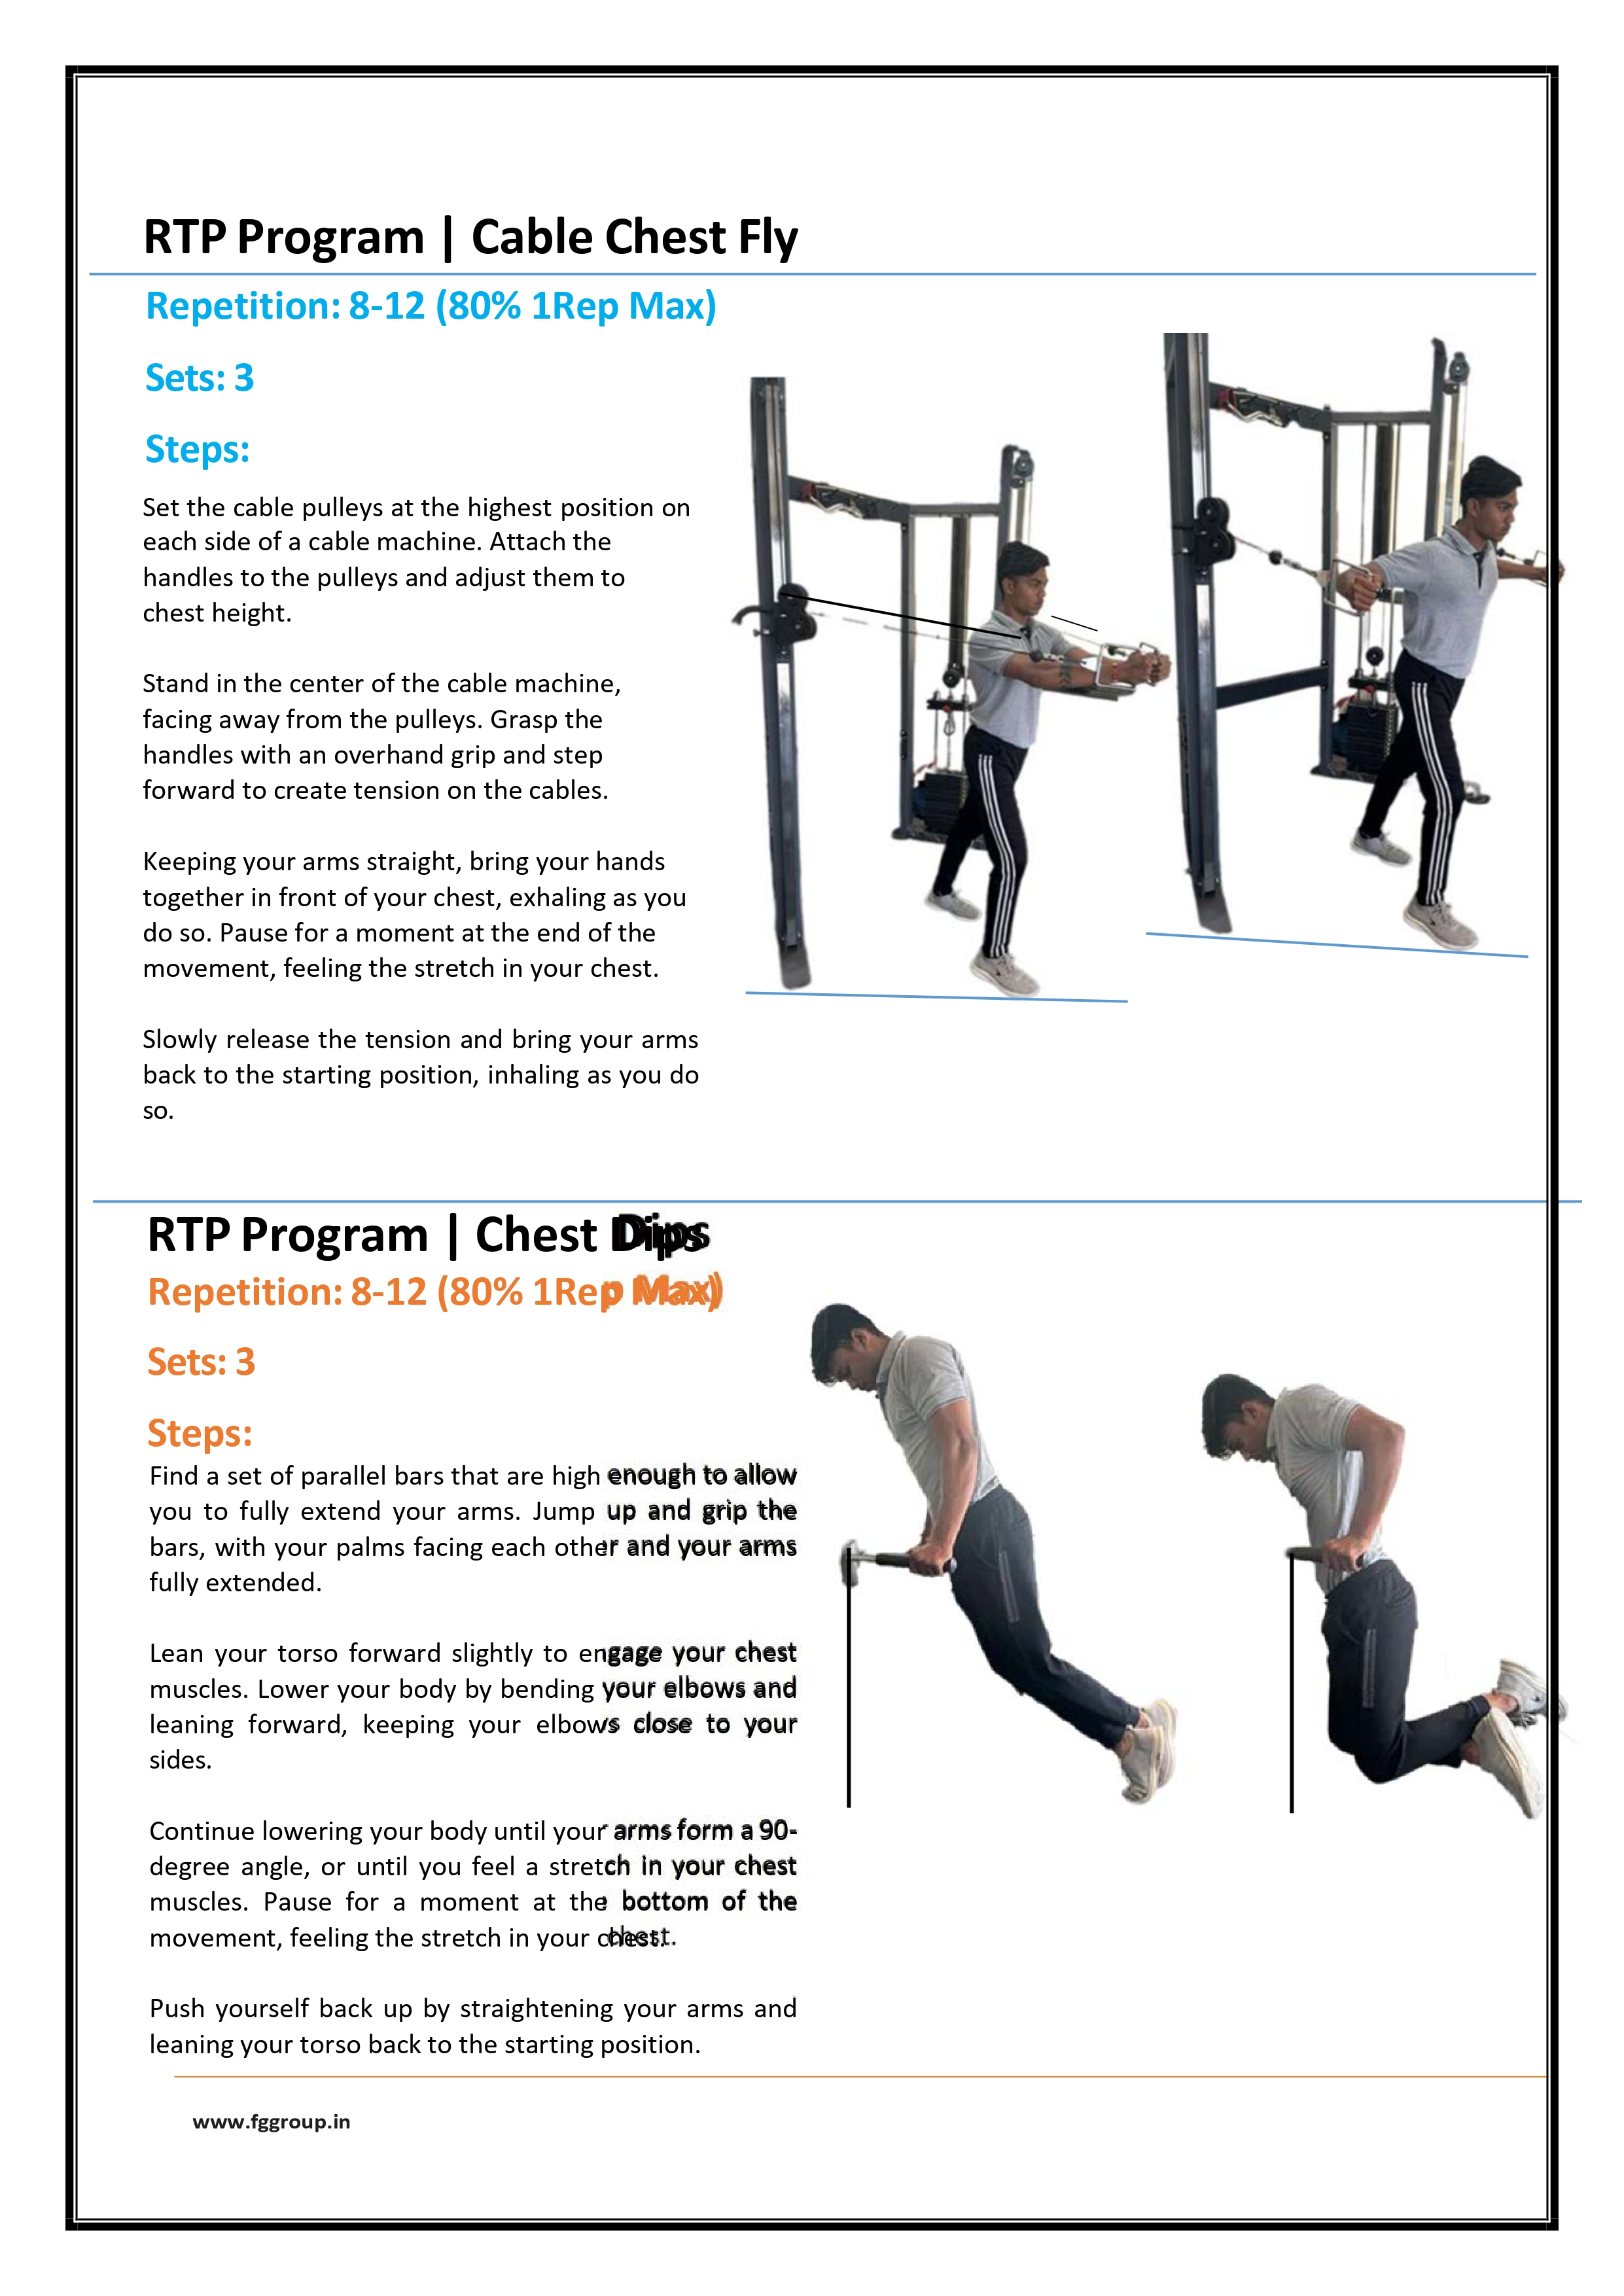 RTP Program | Cable Chest Fly
Repetition: 8-12 (80% 1Rep Max)
Sets: 3
Steps:
Set the cable pulleys at the highest position on
each side of a cable machine. Attach the
handles to the pulleys and adjust them to
chest height.
Stand in the center of the cable machine,
facing away from the pulleys. Grasp the
handles with an overhand grip and step
forward to create tension on the cables.
Keeping your arms straight, bring your hands
together in front of your chest, exhaling as you
do so. Pause for a moment at the end of the
movement, feeling the stretch in your chest.
Slowly release the tension and bring your arms
back to the starting position, inhaling as you do
so.
RTP Program | Chest Dips
Repetition: 8-12 (80% 1Rep Max)
Sets: 3
Steps:
Find a set of parallel bars that are high enough to allow
you to fully extend your arms. Jump up and grip the
bars, with your palms facing each other and your arms
fully extended.
Lean your torso forward slightly to engage your chest
muscles. Lower your body by bending your elbows and
leaning forward, keeping your elbows close to your
sides.
Continue lowering your body until your arms form a 90-
degree angle, or until you feel a stretch in your chest
muscles. Pause for a moment at the bottom of the
movement, feeling the stretch in your chest.
Push yourself back up by straightening your arms and
leaning your torso back to the starting position.
www.fggroup.in